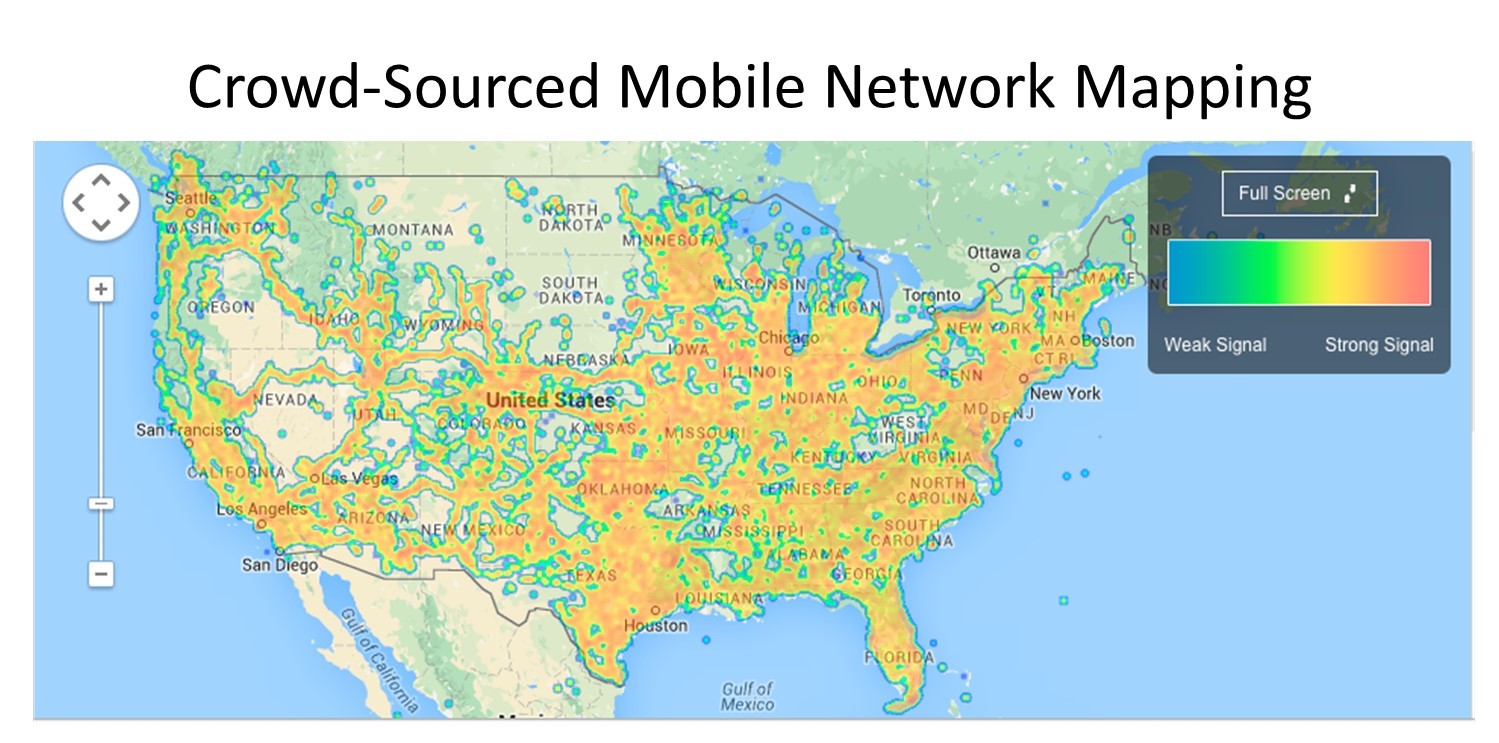 Crowd-Sourced Mobile Network Mapping
Full Screen
Weak Signal Strong Signal
Seattle
WASHINGTON
MONTANA
NORTH
DAKOTA
MINNESOTA
Ottawa
NB
MAINE
SOUTH
DAKOTA
WISCONSIN
VT
OREGON
IDAHO
WYOMING
MICHIGAN
Toronto
NH
NEW YORK
Chicago
MA
Boston
NEBRASKA
IOWA
CT RI
ILLINOIS
OHIO
PENN
New York
NEVADA
United States
INDIANA
UTAH
MD
DE NJ
San Francisco
COLORADO
KANSAS
MISSOURI
WEST
VIRGINIA
KENTUCKY
VIRGINIA
CALIFORNIA
Las Vegas
OKLAHOMA
TENNESSEE
NORTH
CAROLINA
Los Angeles
ARIZONA
NEW MEXICO
ARKANSAS
MISSISSIPPI
SOUTH
CAROLINA
ALABAMA
San Diego
TEXAS
GEORGIA
LOUISIANA
Houston
Gulf of California
FLORIDA
Gulf of
Mexico